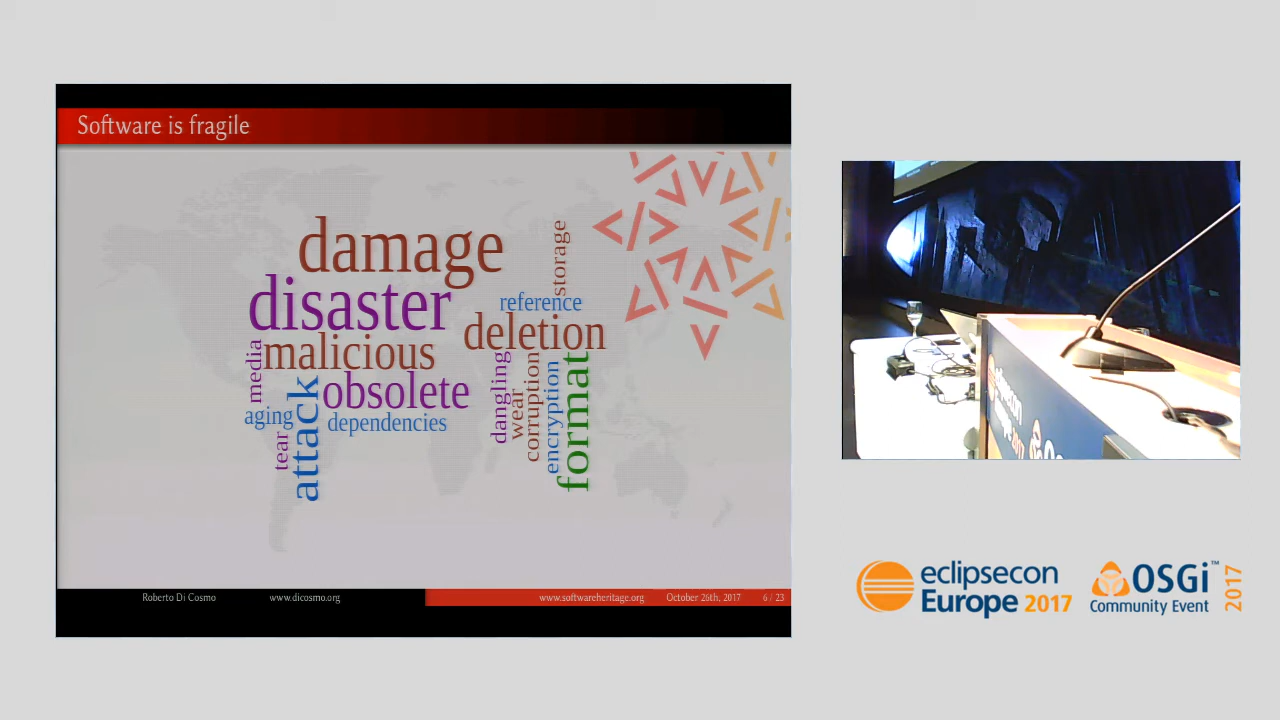 Software is fragile
damage
storage
disaster
reference
deletion
malicious
media
obsolete
dangling
wear
corruption
encryption
format
aging
attack
dependencies
tear
Roberto Di Cosmo
www.dicosmo.org
www.softwareheritage.org
October 26th, 2017
6 / 23
eclipsecon
Europe 2017
OSGi™
Community Event
2017
eclipsecon